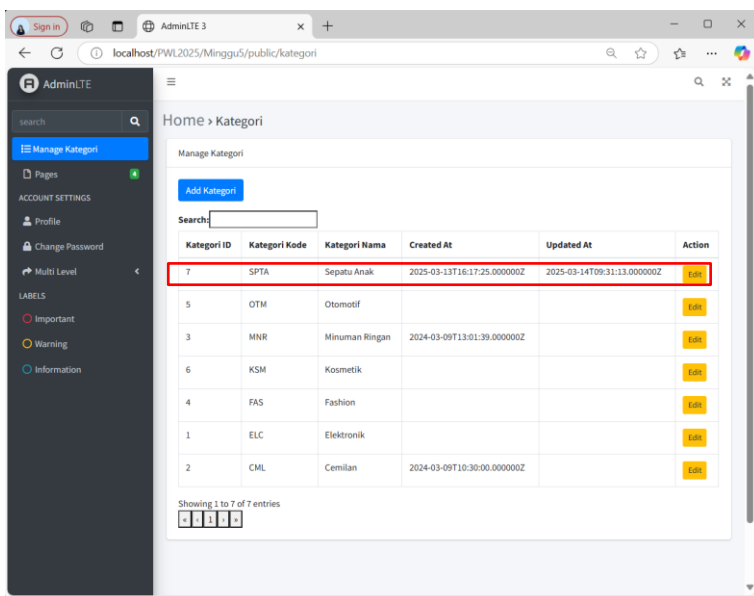 Sign in
AdminLTE 3
localhost/PWL2025/Minggu5/public/kategori
AdminLTE
search
Manage Kategori
Pages 4
ACCOUNT SETTINGS
Profile
Change Password
Multi Level
LABELS
Important
Warning
Information
Home › Kategori
Manage Kategori
Add Kategori
Search:
Kategori ID Kategori Kode Kategori Nama Created At Updated At Action
7 SPTA Sepatu Anak 2025-03-13T16:17:25.000000Z 2025-03-14T09:31:13.000000Z Edit
5 OTM Otomotif Edit
3 MNR Minuman Ringan 2024-03-09T13:01:39.000000Z Edit
6 KSM Kosmetik Edit
4 FAS Fashion Edit
1 ELC Elektronik Edit
2 CML Cemilan 2024-03-09T10:30:00.000000Z Edit
Showing 1 to 7 of 7 entries
« ‹ 1 › »